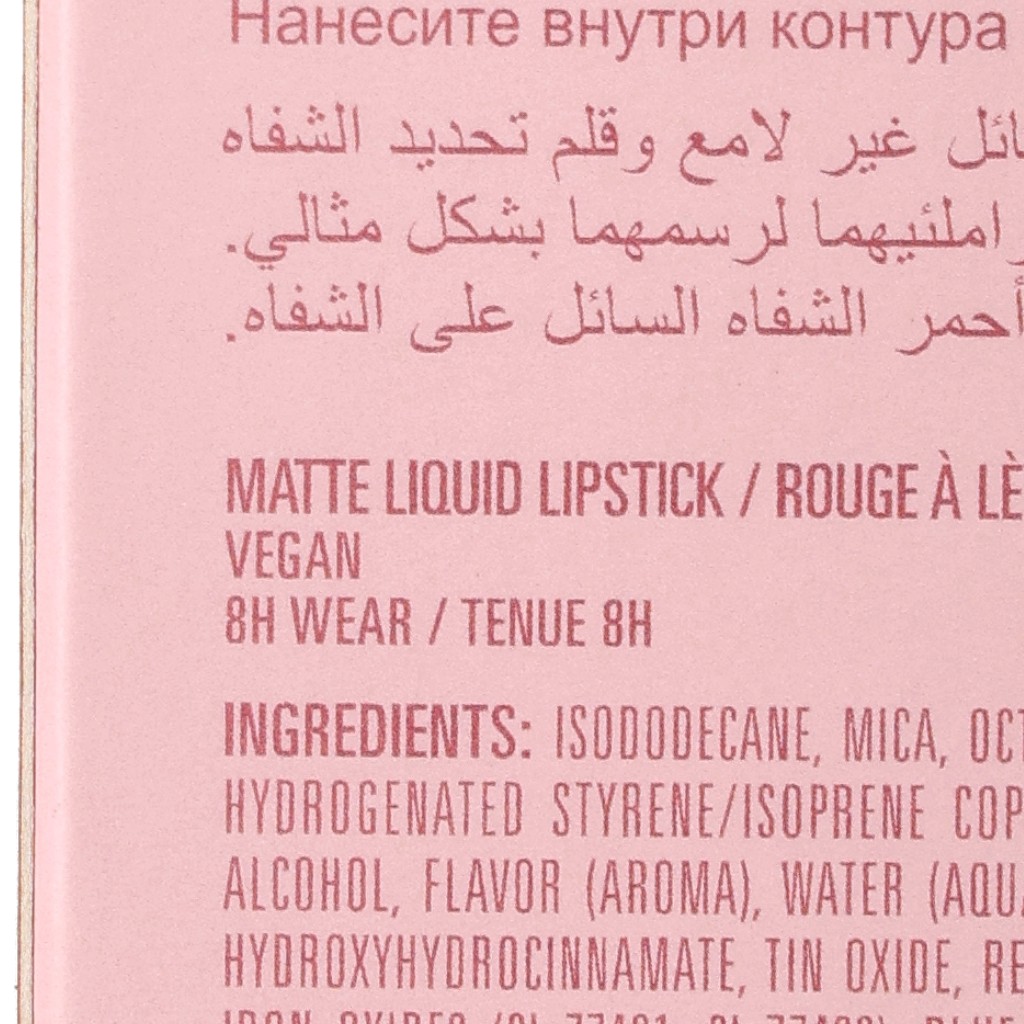 Нанесите внутри контура
غير لامع وقلم تحديد الشفاه
املئيهما لرسمهما بشكل مثالي.
أحمر الشفاه السائل على الشفاه.
MATTE LIQUID LIPSTICK / ROUGE À LÈ
VEGAN
8H WEAR / TENUE 8H
INGREDIENTS: ISODODECANE, MICA, OCT
HYDROGENATED STYRENE/ISOPRENE COP
ALCOHOL, FLAVOR (AROMA), WATER (AQU
HYDROXYHYDROCINNAMATE, TIN OXIDE, RE